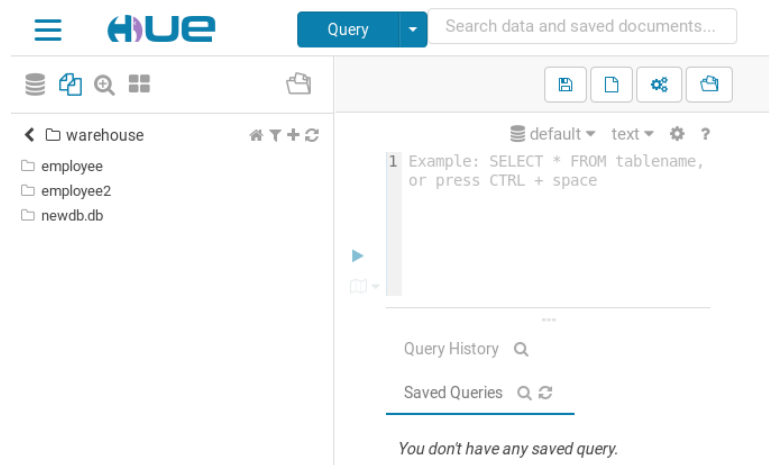 HUE
Query
Search data and saved documents...
warehouse
employee
employee2
newdb.db
default text ?
1 Example: SELECT * FROM tablename,
or press CTRL + space
Query History
Saved Queries
You don't have any saved query.